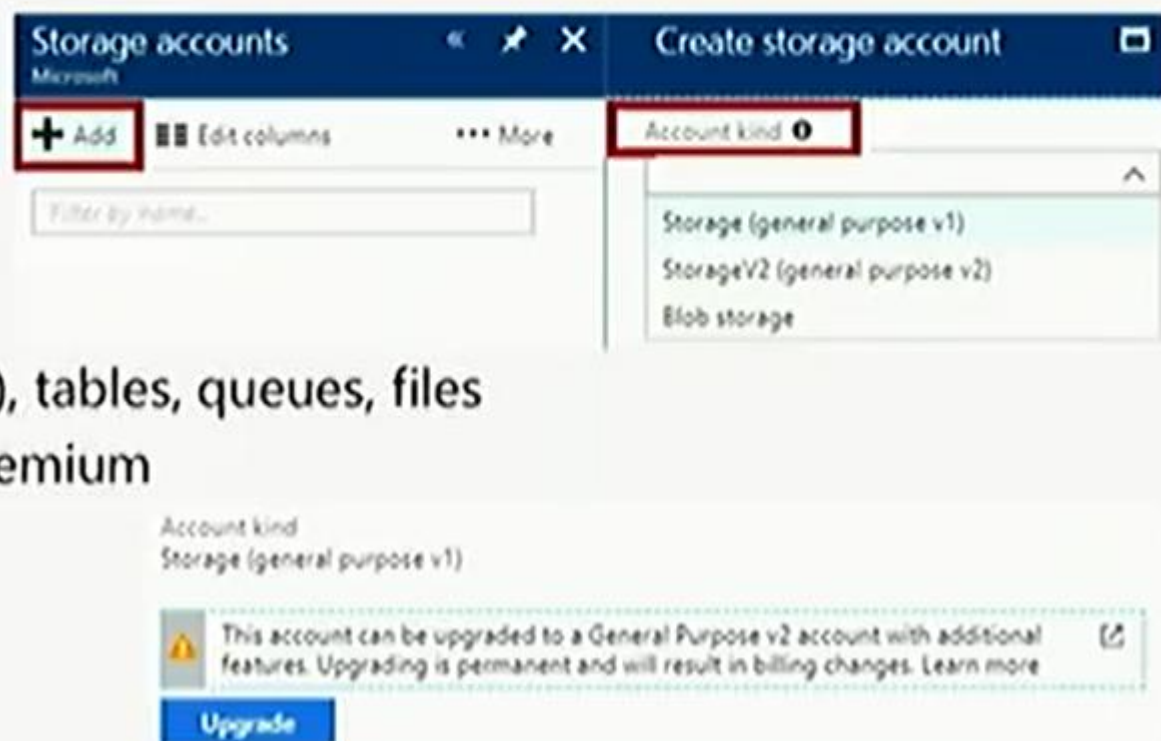 Storage accounts
Microsoft
Create storage account
Add
Edit columns
More
Account kind
Filter by name...
Storage (general purpose v1)
StorageV2 (general purpose v2)
Blob storage
), tables, queues, files
emium
Account kind
Storage (general purpose v1)
This account can be upgraded to a General Purpose v2 account with additional
features. Upgrading is permanent and will result in billing changes. Learn more
Upgrade